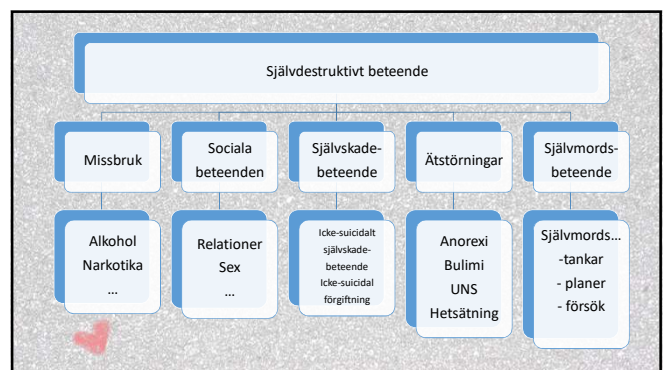 Självdestruktivt beteende
Missbruk
Sociala
beteenden
Självskade-
beteende
Ätstörningar
Självmords-
beteende
Alkohol
Narkotika
...
Relationer
Sex
...
Icke-suicidalt
självskade-
beteende
Icke-suicidal
förgiftning
Anorexi
Bulimi
UNS
Hetsätning
Självmords...
-tankar
- planer
- försök